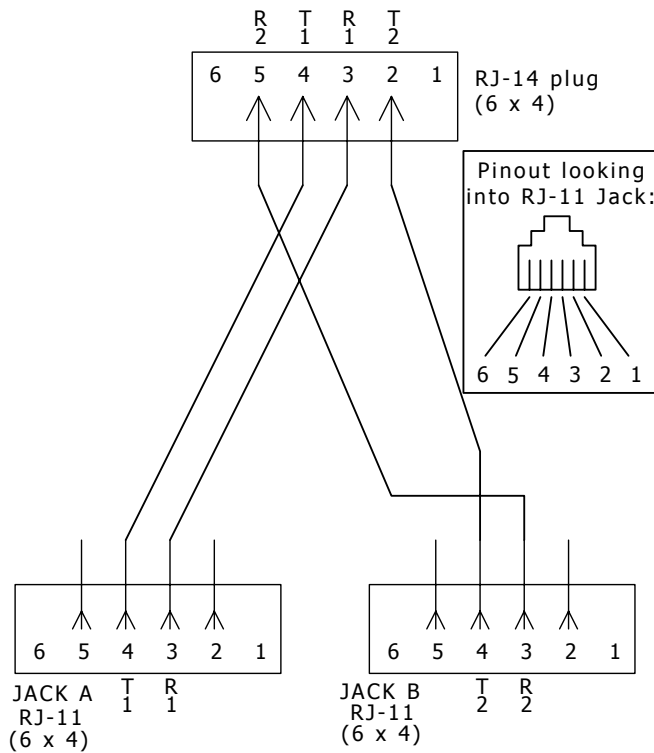 R T R T
2 1 1 2
6 5 4 3 2 1
RJ-14 plug
(6 x 4)
Pinout looking
into RJ-11 Jack:
6 5 4 3 2 1
6 5 4 3 2 1
T R
1 1
JACK A
RJ-11
(6 x 4)
6 5 4 3 2 1
T R
2 2
JACK B
RJ-11
(6 x 4)